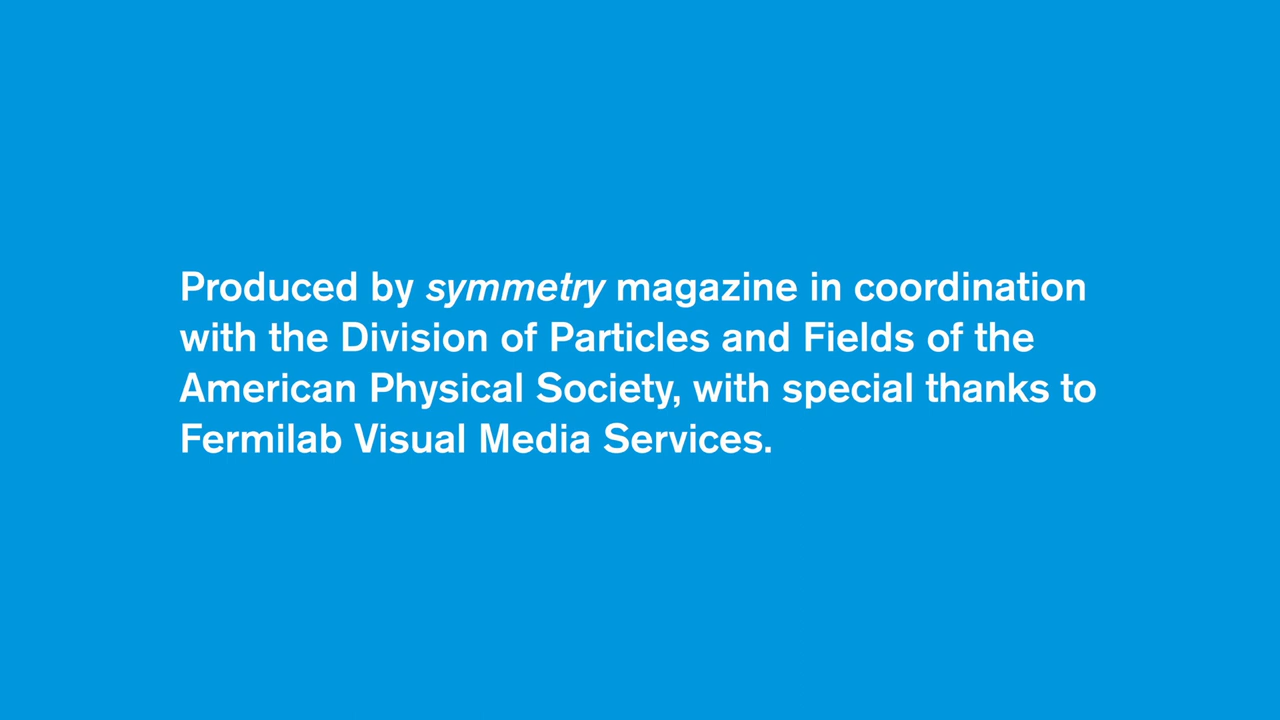 Produced by symmetry magazine in coordination
with the Division of Particles and Fields of the
American Physical Society, with special thanks to
Fermilab Visual Media Services.